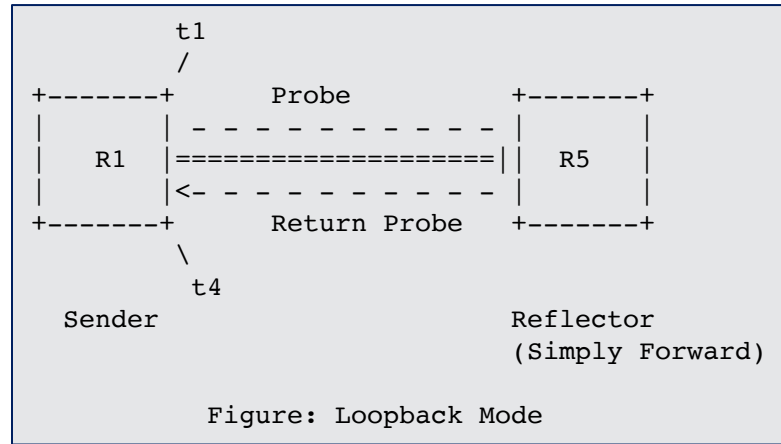 t1
/
+-------+ Probe +-------+
| | - - - - - - - - - - - | |
| R1 |====================|| R5 |
| |<- - - - - - - - - - - | |
+-------+ Return Probe +-------+
\
t4
Sender Reflector
(Simply Forward)
Figure: Loopback Mode